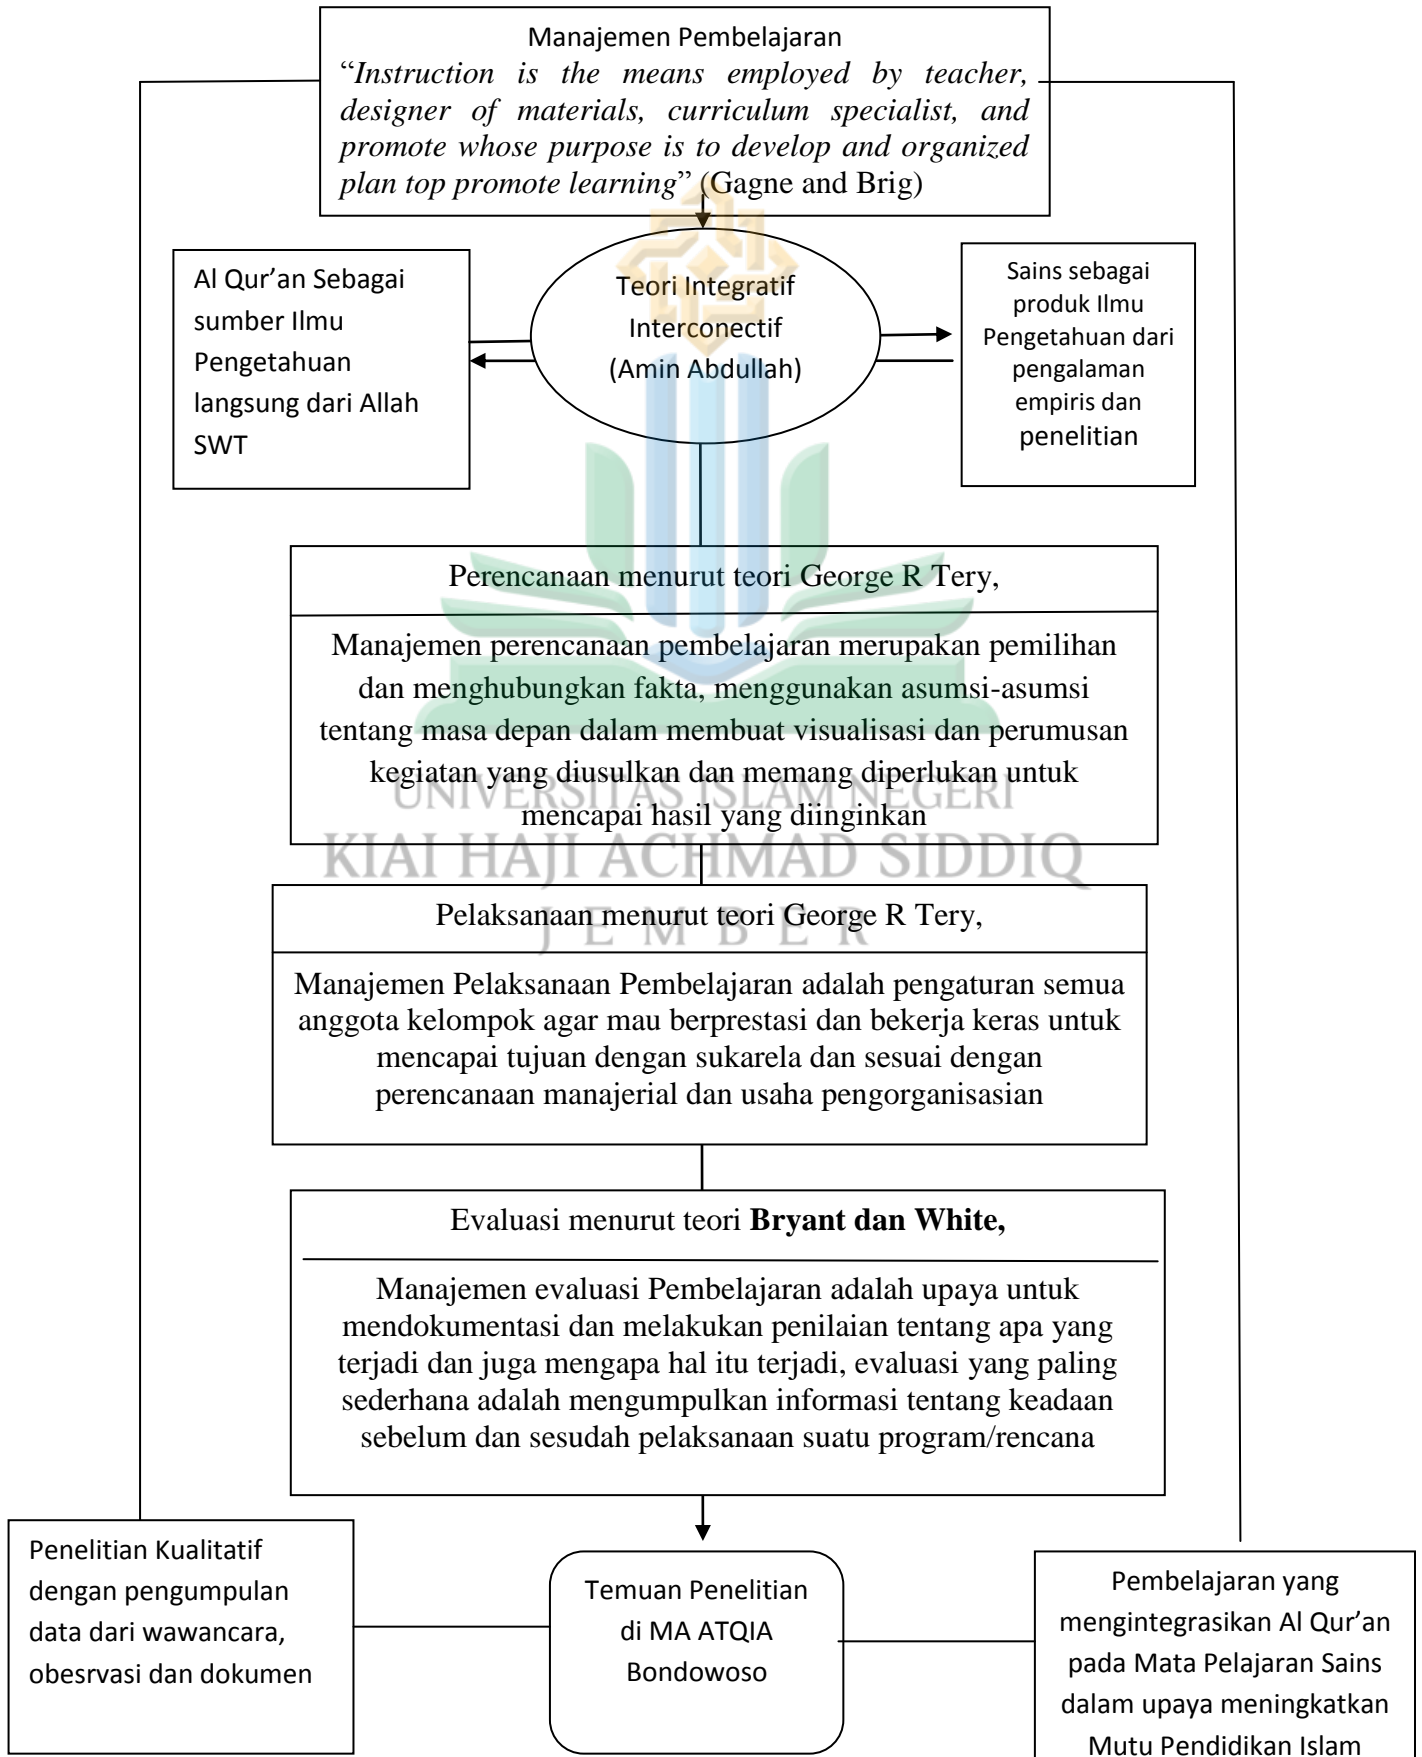 Manajemen Pembelajaran
“Instruction is the means employed by teacher,
designer of materials, curriculum specialist, and
promote whose purpose is to develop and organized
plan top promote learning” (Gagne and Brig)
Al Qur’an Sebagai
sumber Ilmu
Pengetahuan
langsung dari Allah
SWT
Teori Integratif
Interconectif
(Amin Abdullah)
Sains sebagai
produk Ilmu
Pengetahuan dari
pengalaman
empiris dan
penelitian
Perencanaan menurut teori George R Tery,
Manajemen perencanaan pembelajaran merupakan pemilihan
dan menghubungkan fakta, menggunakan asumsi-asumsi
tentang masa depan dalam membuat visualisasi dan perumusan
kegiatan yang diusulkan dan memang diperlukan untuk
mencapai hasil yang diinginkan
UNIVERSITAS ISLAM NEGERI
KIAI HAJI ACHMAD SIDDIQ
JEMBER
Pelaksanaan menurut teori George R Tery,
Manajemen Pelaksanaan Pembelajaran adalah pengaturan semua
anggota kelompok agar mau berprestasi dan bekerja keras untuk
mencapai tujuan dengan sukarela dan sesuai dengan
perencanaan manajerial dan usaha pengorganisasian
Evaluasi menurut teori Bryant dan White,
Manajemen evaluasi Pembelajaran adalah upaya untuk
mendokumentasi dan melakukan penilaian tentang apa yang
terjadi dan juga mengapa hal itu terjadi, evaluasi yang paling
sederhana adalah mengumpulkan informasi tentang keadaan
sebelum dan sesudah pelaksanaan suatu program/rencana
Penelitian Kualitatif
dengan pengumpulan
data dari wawancara,
obesrvasi dan dokumen
Temuan Penelitian
di MA ATQIA
Bondowoso
Pembelajaran yang
mengintegrasikan Al Qur’an
pada Mata Pelajaran Sains
dalam upaya meningkatkan
Mutu Pendidikan Islam